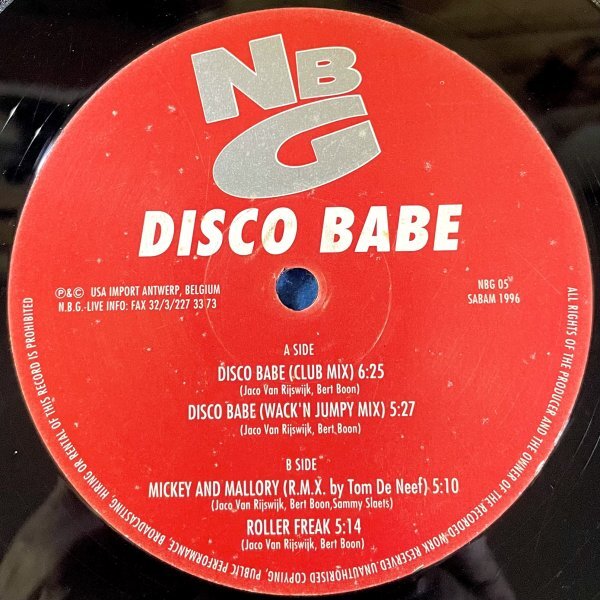 NBG
DISCO BABE
℗&© USA IMPORT ANTWERP, BELGIUM
N.B.G. LIVE INFO: FAX 32/3/227 33 73
NBG 05
SABAM 1996
A SIDE
DISCO BABE (CLUB MIX) 6:25
(Jaco Van Rijswijk, Bert Boon)
DISCO BABE (WACK'N JUMPY MIX) 5:27
(Jaco Van Rijswijk, Bert Boon)
B SIDE
MICKEY AND MALLORY (R.M.X. by Tom De Neef) 5:10
(Jaco Van Rijswijk, Bert Boon,Sammy Slaets)
ROLLER FREAK 5:14
(Jaco Van Rijswijk, Bert Boon)
ALL RIGHTS OF THE PRODUCER AND THE OWNER OF THE RECORDED WORK RESERVED UNAUTHORISED COPYING, PUBLIC PERFORMANCE, BROADCASTING, HIRING OR RENTAL OF THIS RECORD IS PROHIBITED